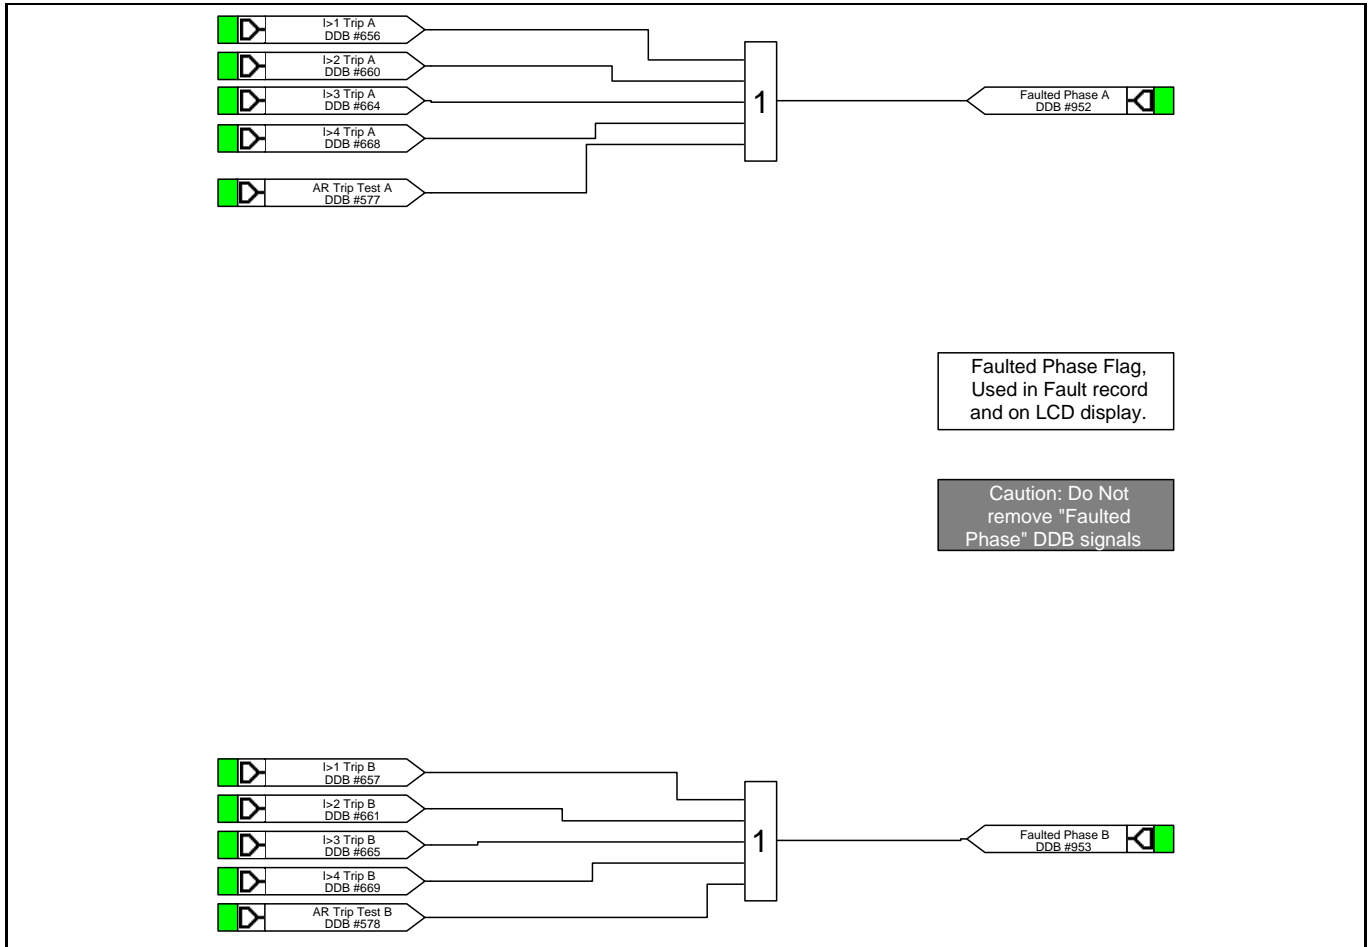 I>1 Trip A
DDB #656
I>2 Trip A
DDB #660
I>3 Trip A
DDB #664
I>4 Trip A
DDB #668
AR Trip Test A
DDB #577
1
Faulted Phase A
DDB #952
Faulted Phase Flag,
Used in Fault record
and on LCD display.
Caution: Do Not
remove "Faulted
Phase" DDB signals
I>1 Trip B
DDB #657
I>2 Trip B
DDB #661
I>3 Trip B
DDB #665
I>4 Trip B
DDB #669
AR Trip Test B
DDB #578
1
Faulted Phase B
DDB #953